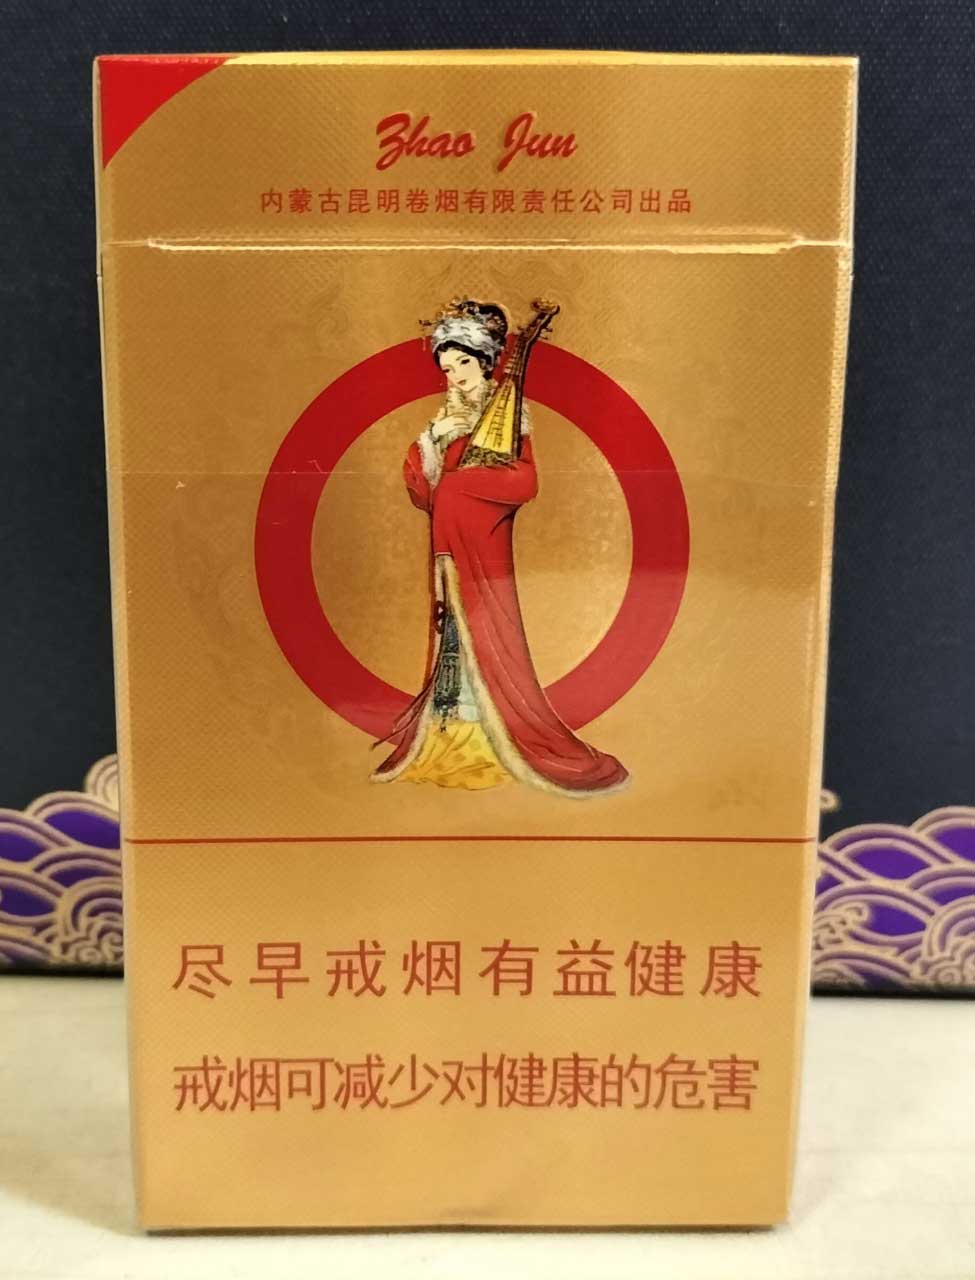 Zhao Jun
内蒙古昆明卷烟有限责任公司出品
尽早戒烟有益健康
戒烟可减少对健康的危害